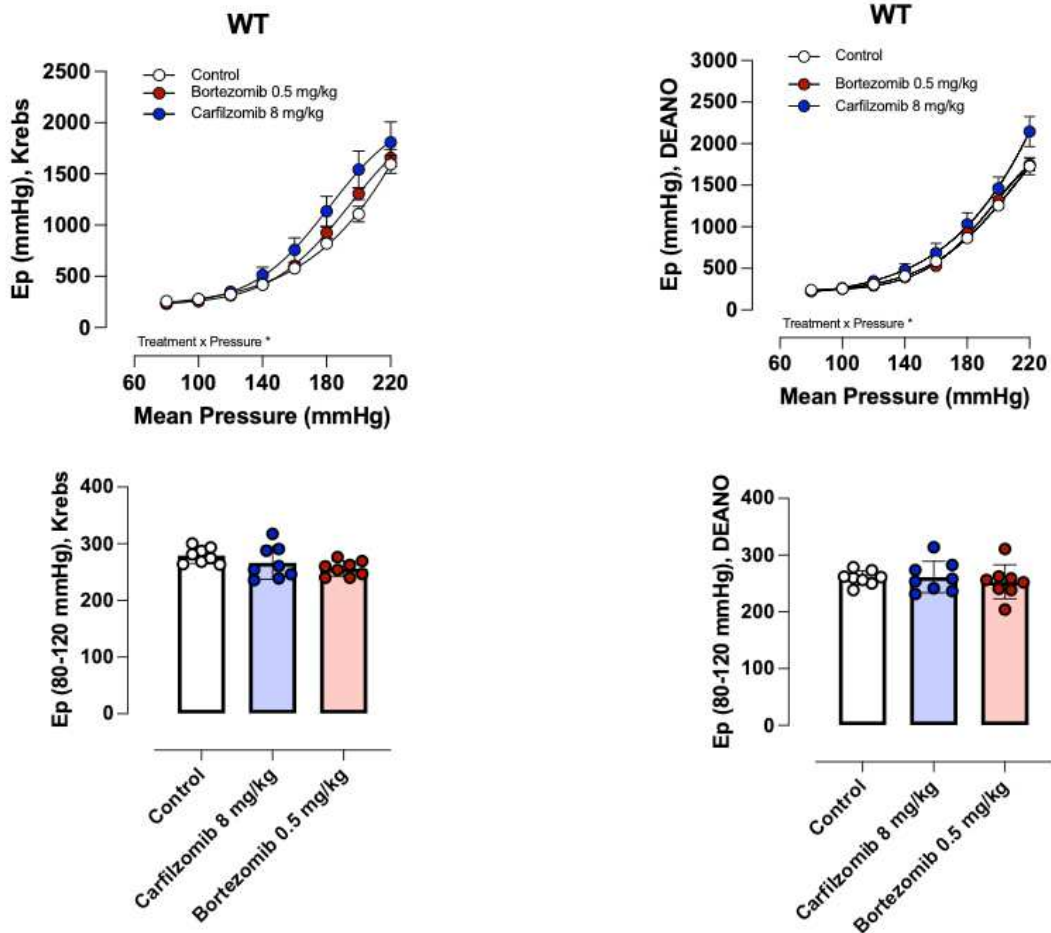 WT
Control
Bortezomib 0.5 mg/kg
Carfilzomib 8 mg/kg
Ep (mmHg), Krebs
2500
2000
1500
1000
500
0
Treatment x Pressure *
60 100 140 180 220
Mean Pressure (mmHg)
WT
Control
Bortezomib 0.5 mg/kg
Carfilzomib 8 mg/kg
Ep (mmHg), DEANO
3000
2500
2000
1500
1000
500
0
Treatment x Pressure *
60 100 140 180 220
Mean Pressure (mmHg)
Ep (80-120 mmHg), Krebs
400
300
200
100
0
Control
Carfilzomib 8 mg/kg
Bortezomib 0.5 mg/kg
Ep (80-120 mmHg), DEANO
400
300
200
100
0
Control
Carfilzomib 8 mg/kg
Bortezomib 0.5 mg/kg